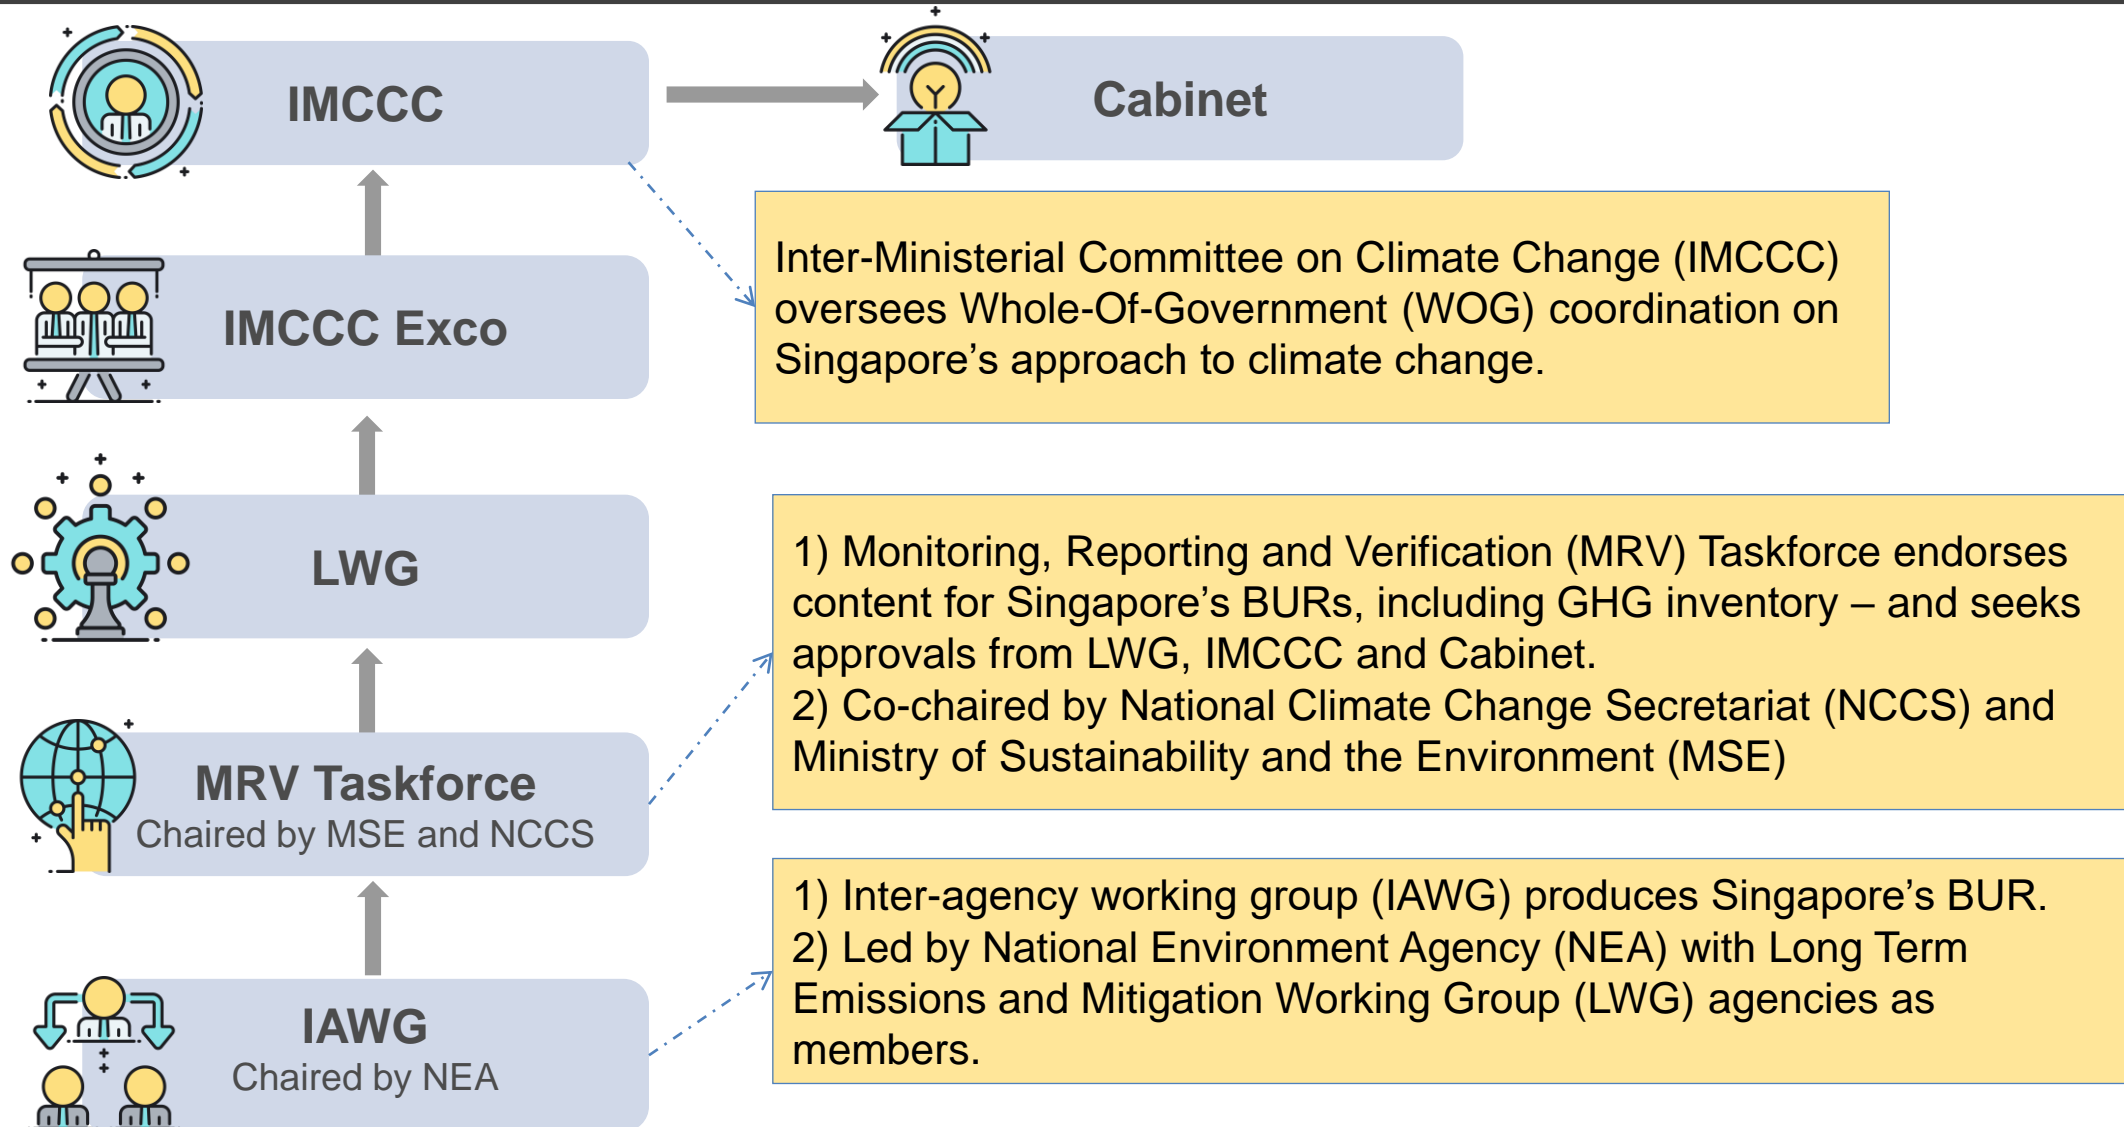 IMCCC
Cabinet
Inter-Ministerial Committee on Climate Change (IMCCC)
oversees Whole-Of-Government (WOG) coordination on
Singapore’s approach to climate change.
IMCCC Exco
LWG
1) Monitoring, Reporting and Verification (MRV) Taskforce endorses
content for Singapore’s BURs, including GHG inventory – and seeks
approvals from LWG, IMCCC and Cabinet.
2) Co-chaired by National Climate Change Secretariat (NCCS) and
Ministry of Sustainability and the Environment (MSE)
MRV Taskforce
Chaired by MSE and NCCS
1) Inter-agency working group (IAWG) produces Singapore’s BUR.
2) Led by National Environment Agency (NEA) with Long Term
Emissions and Mitigation Working Group (LWG) agencies as
members.
IAWG
Chaired by NEA